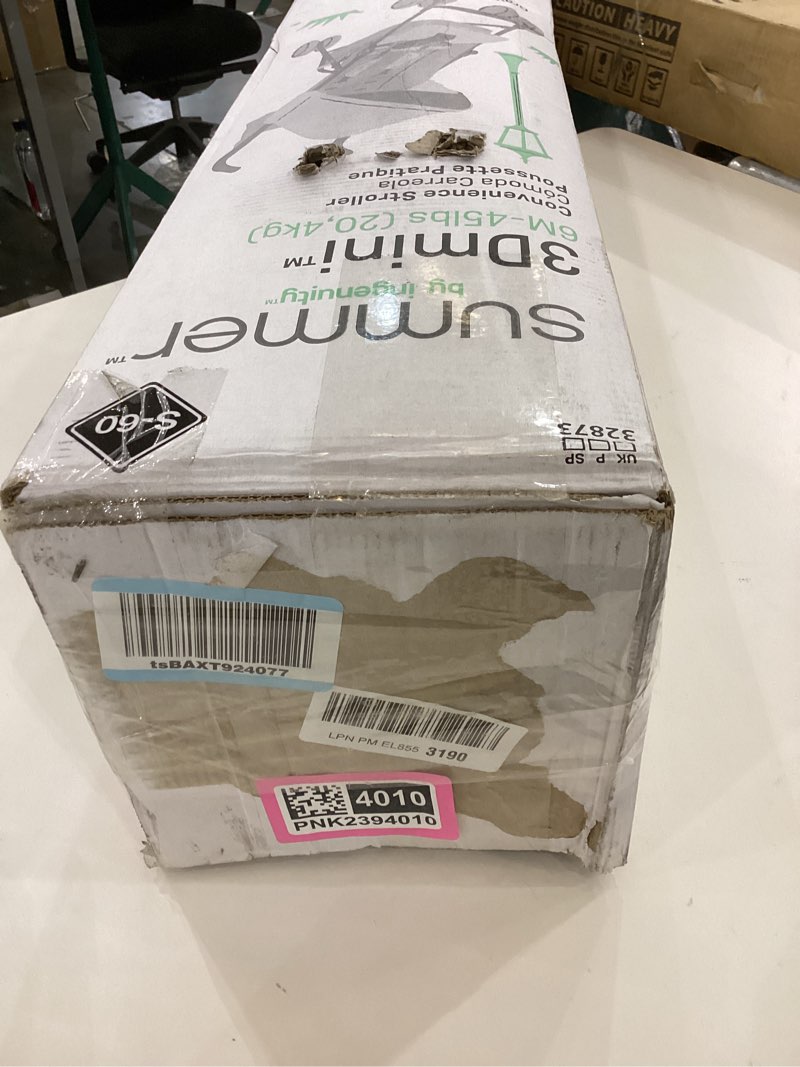 CAUTION HEAVY
summer™
by ingenuity™
3Dmini™
6M-45lbs (20,4kg)
Convenience Stroller
Cómoda Carreola
Poussette Pratique
S-60
UK P SP
32873
tsBAXT924077
LPN PM EL855 3190
4010
PNK2394010